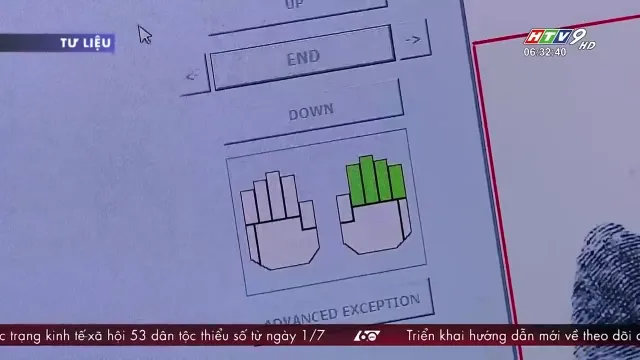 UP
TƯ LIỆU
HTV9 HD
06:32:40
<-
END
->
DOWN
ADVANCED EXCEPTION
trạng kinh tế-xã hội 53 dân tộc thiểu số từ ngày 1/7
Triển khai hướng dẫn mới về theo dõi